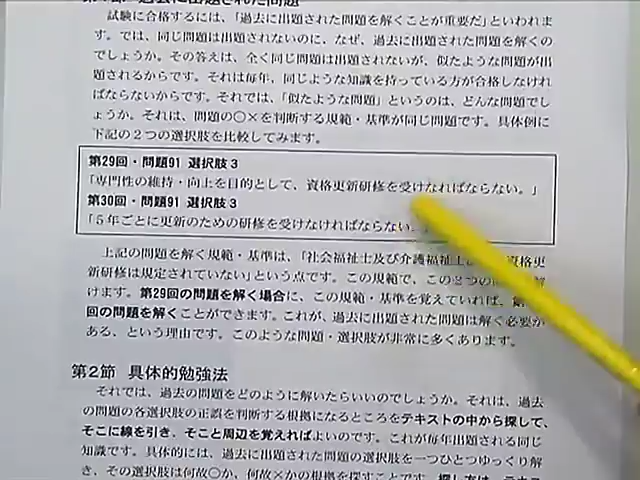 試験に合格するには、「過去に出題された問題を解くことが重要だ」といわれま
す。では、同じ問題は出題されないのに、なぜ、過去に出題された問題を解くの
でしょうか。その答えは、全く同じ問題は出題されないが、似たような問題が出
題されるからです。それは毎年、同じような知識を持っている方が合格しなけれ
ばならないからです。それでは、「似たような問題」というのは、どんな問題でし
ょうか。それは、問題の○×を判断する規範・基準が同じ問題です。具体例に
下記の２つの選択肢を比較してみます。
第29回・問題91 選択肢３
「専門性の維持・向上を目的として、資格更新研修を受けなければならない。」
第30回・問題91 選択肢３
「５年ごとに更新のための研修を受けなければならない
上記の問題を解く規範・基準は、「社会福祉士及び介護福祉士 資格更
新研修は規定されていない」という点です。この規範で、この２つの問 解
けます。第29回の問題を解く場合に、この規範・基準を覚えていれば、第
回の問題を解くことができます。これが、過去に出題された問題は解く必要が
ある、という理由です。このような問題・選択肢が非常に多くあります。
第２節 具体的勉強法
それでは、過去の問題をどのように解いたらいいのでしょうか。それは、過去
の問題の各選択肢の正誤を判断する根拠になるところをテキストの中から探して、
そこに線を引き、そこと周辺を覚えればよいのです。これが毎年出題される同じ
知識です。具体的には、過去の問題の選択肢を一つひとつゆっくり解
き、その選択肢は何故○か、何故×かの根拠を探すことです。